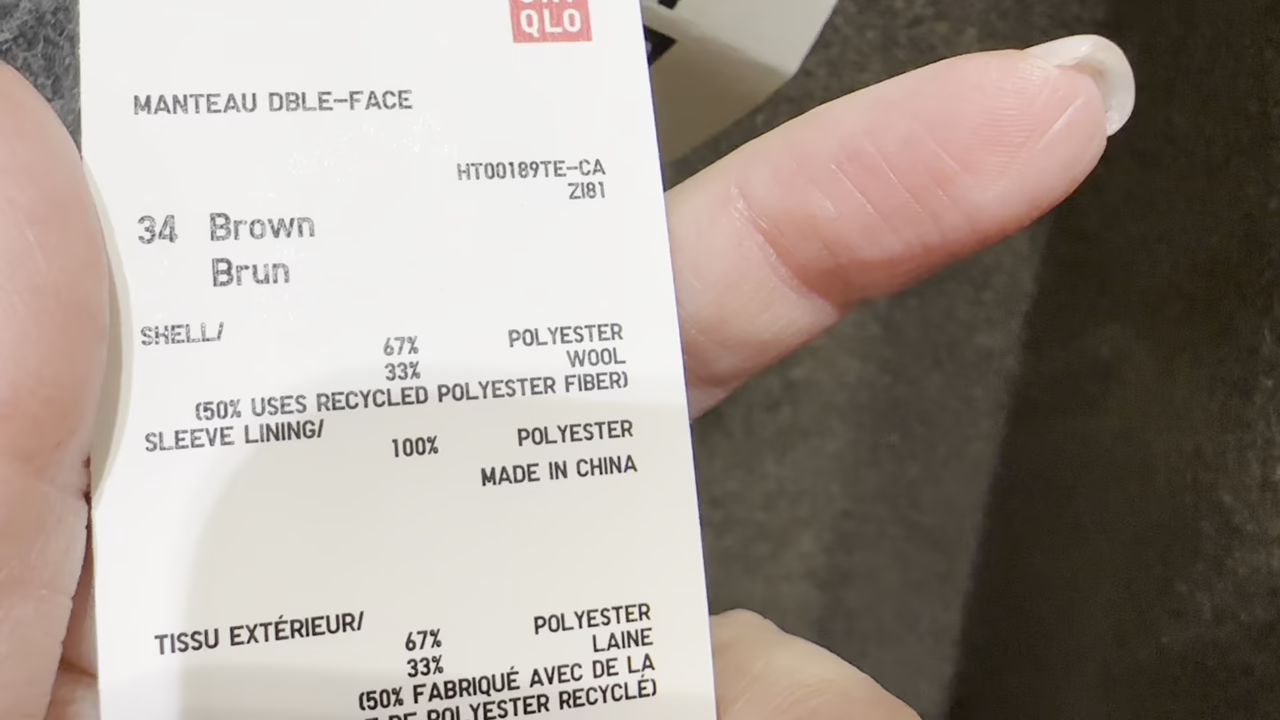 QLO
MANTEAU DBLE-FACE
HT00189TE-CA
ZI81
34 Brown
Brun
SHELL/
67% POLYESTER
33% WOOL
(50% USES RECYCLED POLYESTER FIBER)
SLEEVE LINING/
100% POLYESTER
MADE IN CHINA
TISSU EXTÉRIEUR/
67% POLYESTER
33% LAINE
(50% FABRIQUÉ AVEC DE LA
DE POLYESTER RECYCLÉ)